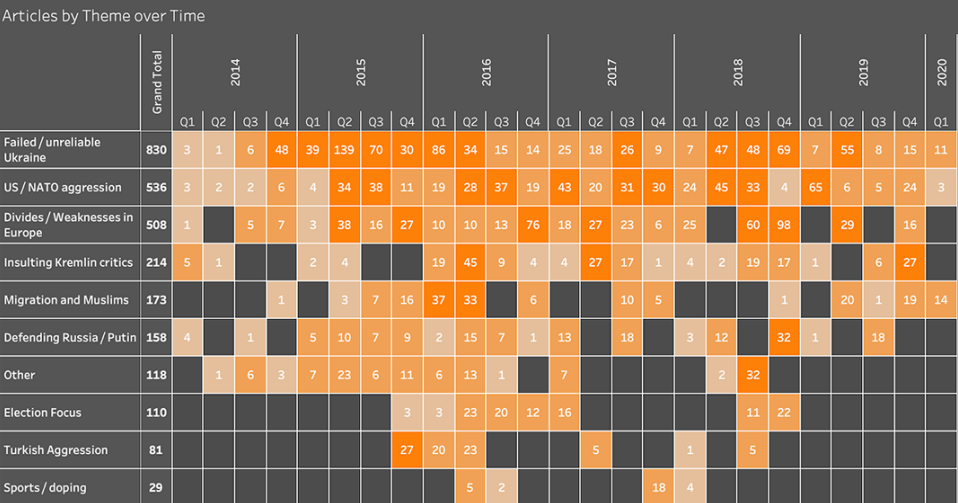 Articles by Theme over Time
Grand Total 2014 2015 2016 2017 2018 2019 2020
Q1 Q2 Q3 Q4 Q1 Q2 Q3 Q4 Q1 Q2 Q3 Q4 Q1 Q2 Q3 Q4 Q1 Q2 Q3 Q4 Q1 Q2 Q3 Q4 Q1
Failed / unreliable
Ukraine 830 3 1 6 48 39 139 70 30 86 34 15 14 25 18 26 9 7 47 48 69 7 55 8 15 11
US / NATO aggression 536 3 2 2 6 4 34 38 11 19 28 37 19 43 20 31 30 24 45 33 4 65 6 5 24 3
Divides / Weaknesses in
Europe 508 1 5 7 3 38 16 27 10 10 13 76 18 27 23 6 25 60 98 29 16
Insulting Kremlin critics 214 5 1 2 4 19 45 9 4 4 27 17 1 4 2 19 17 1 6 27
Migration and Muslims 173 1 3 7 16 37 33 6 10 5 1 20 1 19 14
Defending Russia / Putin 158 4 1 5 10 7 9 2 15 7 1 13 18 3 12 32 1 18
Other 118 1 6 3 7 23 6 11 6 13 1 7 2 32
Election Focus 110 3 3 23 20 12 16 11 22
Turkish Aggression 81 27 20 23 5 1 5
Sports / doping 29 5 2 18 4